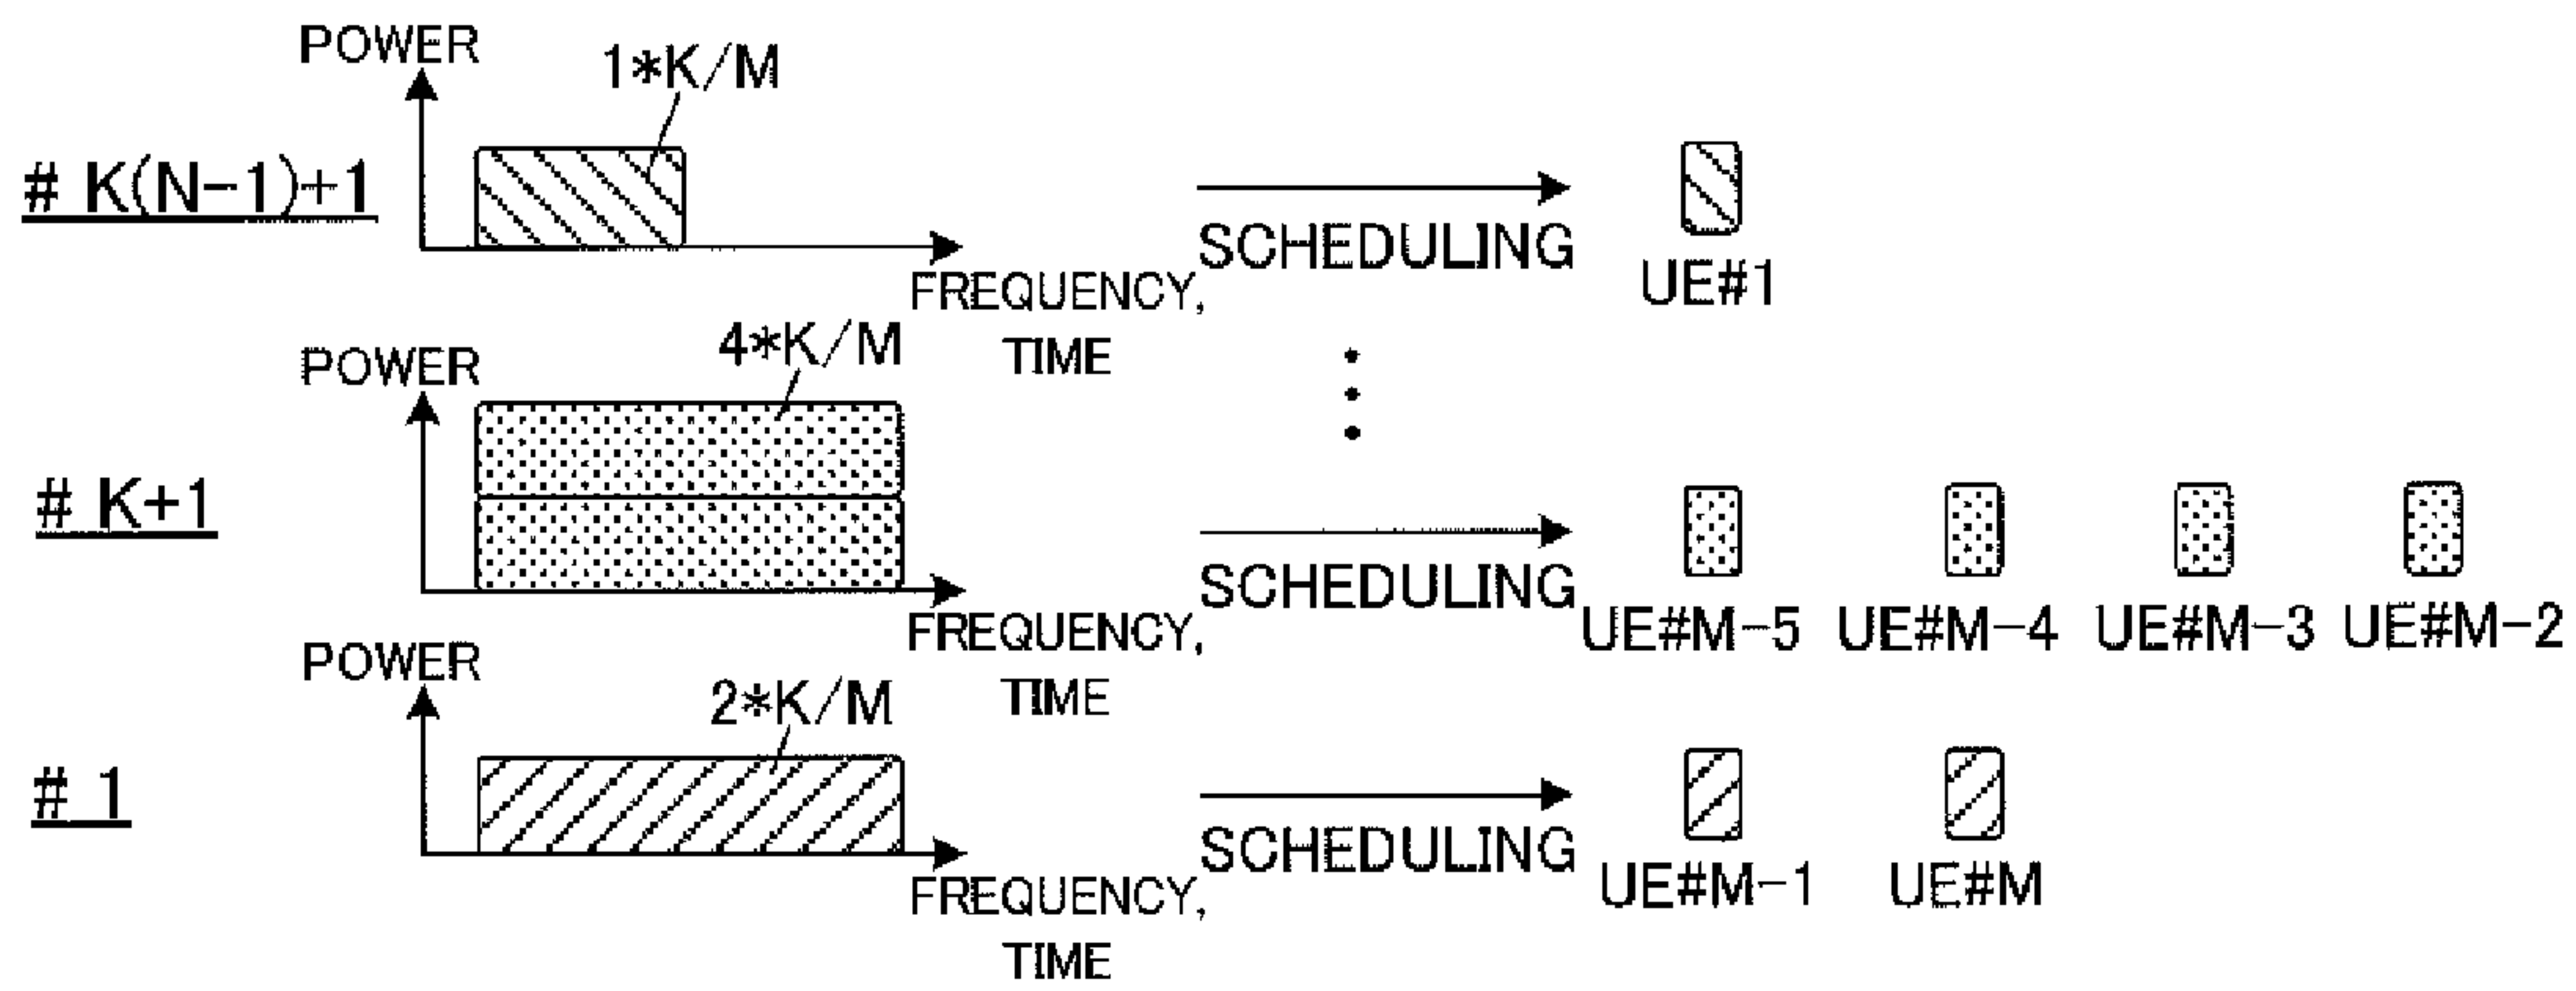 POWER
1*K/M
# K(N-1)+1
SCHEDULING
FREQUENCY,
TIME
UE#1
POWER
4*K/M
# K+1
SCHEDULING
FREQUENCY,
TIME
UE#M-5 UE#M-4 UE#M-3 UE#M-2
POWER
2*K/M
# 1
SCHEDULING
FREQUENCY,
TIME
UE#M-1 UE#M